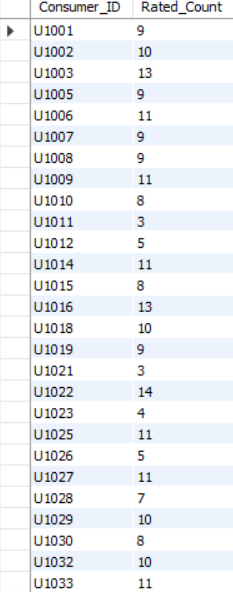 Consumer_ID Rated_Count
U1001 9
U1002 10
U1003 13
U1005 9
U1006 11
U1007 9
U1008 9
U1009 11
U1010 8
U1011 3
U1012 5
U1014 11
U1015 8
U1016 13
U1018 10
U1019 9
U1021 3
U1022 14
U1023 4
U1025 11
U1026 5
U1027 11
U1028 7
U1029 10
U1030 8
U1032 10
U1033 11